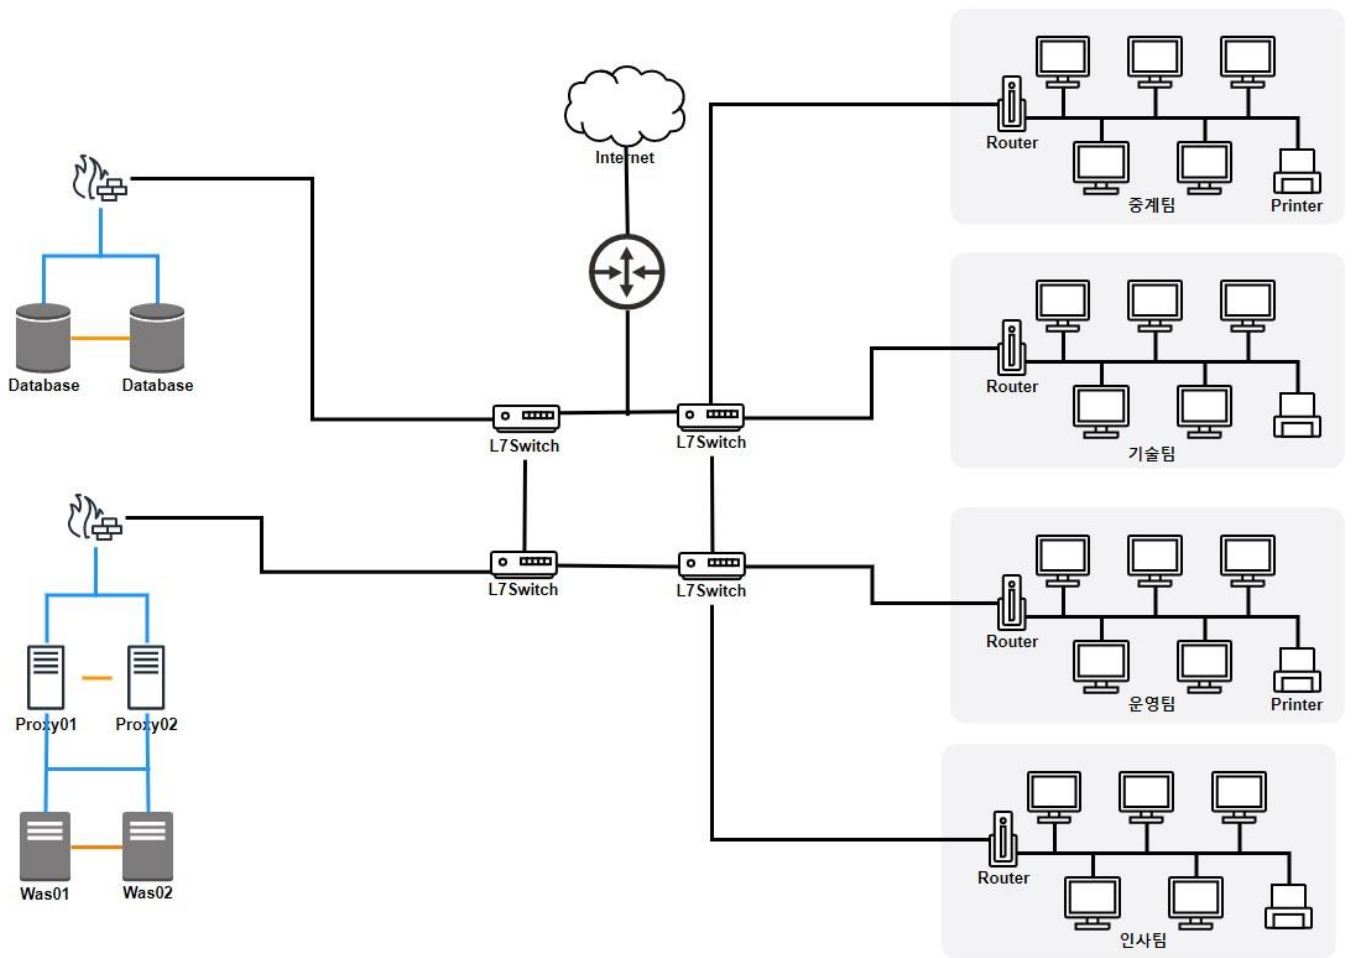 Internet
Router
중계팀
Printer
Database
Database
Router
기술팀
L7Switch
L7Switch
L7Switch
L7Switch
Router
운영팀
Printer
Proxy01
Proxy02
Was01
Was02
Router
인사팀